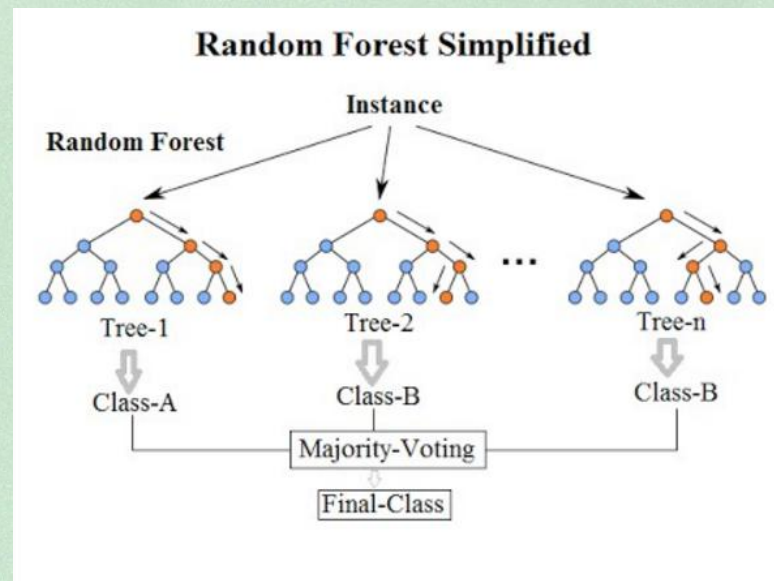 Random Forest Simplified
Instance
Random Forest
...
Tree-1 Tree-2 Tree-n
Class-A Class-B Class-B
Majority-Voting
Final-Class